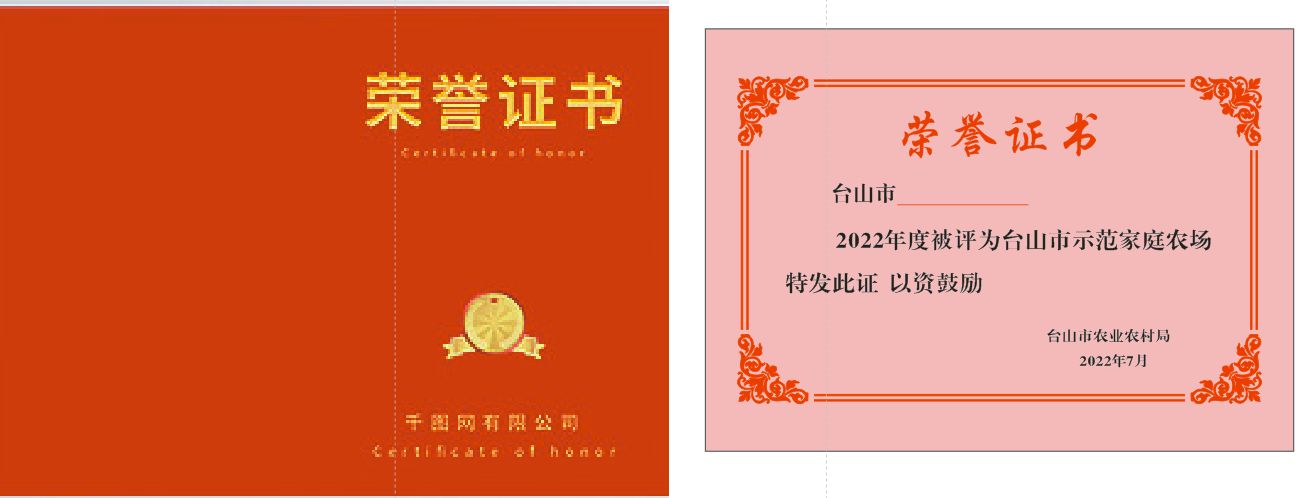 荣誉证书
Certificate of honor
千图网有限公司
Certificate of honor
荣誉证书
台山市
2022年度被评为台山市示范家庭农场
特发此证 以资鼓励
台山市农业农村局
2022年7月